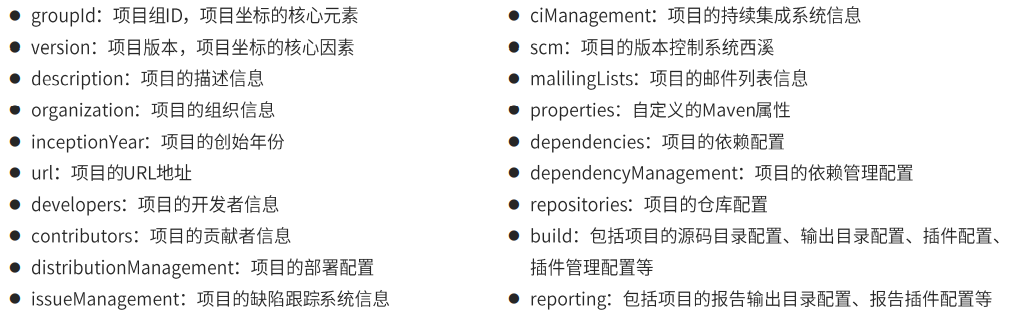 ● groupId：项目组ID，项目坐标的核心元素
● version：项目版本，项目坐标的核心因素
● description：项目的描述信息
● organization：项目的组织信息
● inceptionYear：项目的创始年份
● url：项目的URL地址
● developers：项目的开发者信息
● contributors：项目的贡献者信息
● distributionManagement：项目的部署配置
● issueManagement：项目的缺陷跟踪系统信息
● ciManagement：项目的持续集成系统信息
● scm：项目的版本控制系统西溪
● malilingLists：项目的邮件列表信息
● properties：自定义的Maven属性
● dependencies：项目的依赖配置
● dependencyManagement：项目的依赖管理配置
● repositories：项目的仓库配置
● build：包括项目的源码目录配置、输出目录配置、插件配置、
插件管理配置等
● reporting：包括项目的报告输出目录配置、报告插件配置等